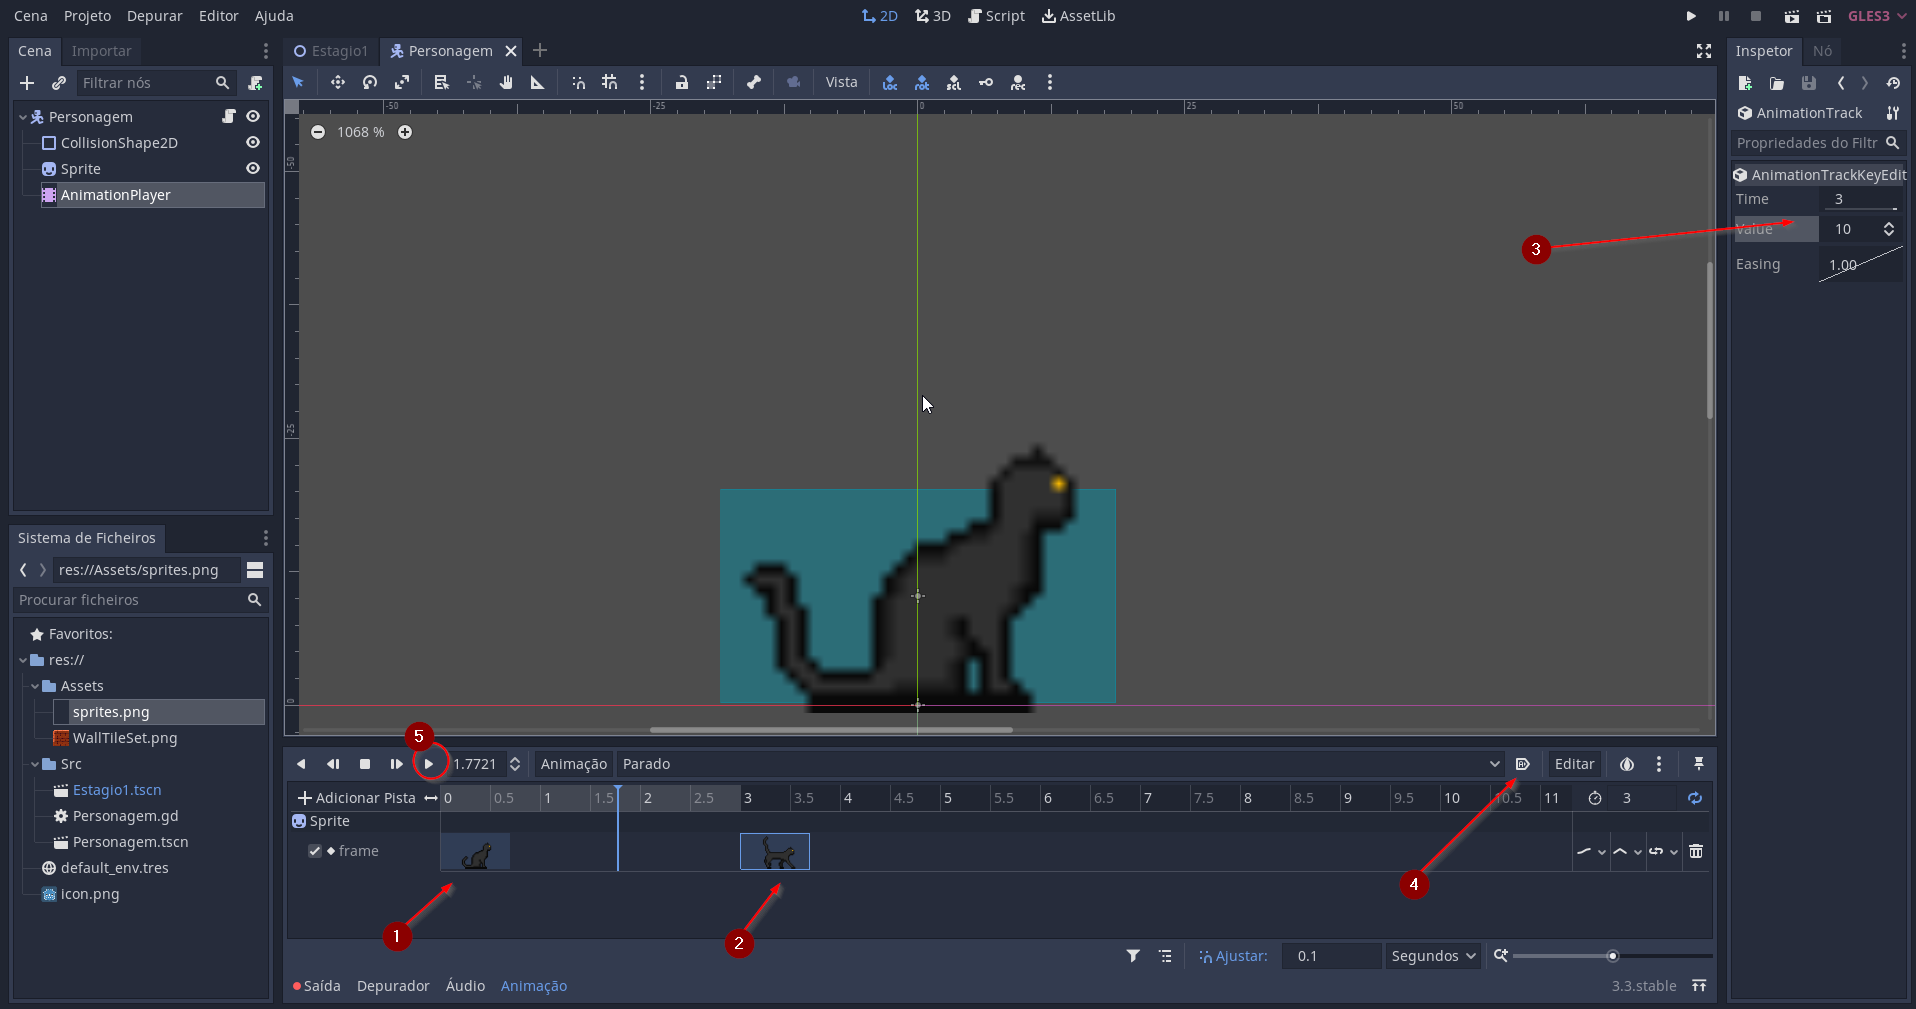 Cena Projeto Depurar Editor Ajuda 2D 3D Script AssetLib GLES3
Cena Importar
Filtrar nós
Personagem
CollisionShape2D
Sprite
AnimationPlayer
Sistema de Ficheiros
res://Assets/sprites.png
Procurar ficheiros
Favoritos:
res://
Assets
sprites.png
WallTileSet.png
Src
Estagio1.tscn
Personagem.gd
Personagem.tscn
default_env.tres
icon.png
Estagio1 Personagem
Vista
-50 -25 0 25 50
1068 %
-50
-25
0
5
1.7721 Animação Parado Editar
Adicionar Pista 0 0.5 1 1.5 2 2.5 3 3.5 4 4.5 5 5.5 6 6.5 7 7.5 8 8.5 9 9.5 10 10.5 11 3
Sprite
frame
1
2
4
Ajustar: 0.1 Segundos
Saída Depurador Áudio Animação 3.3.stable
Inspetor Nó
AnimationTrack
Propriedades do Filtr
AnimationTrackKeyEdit
Time 3
Value 10
Easing 1.00
3